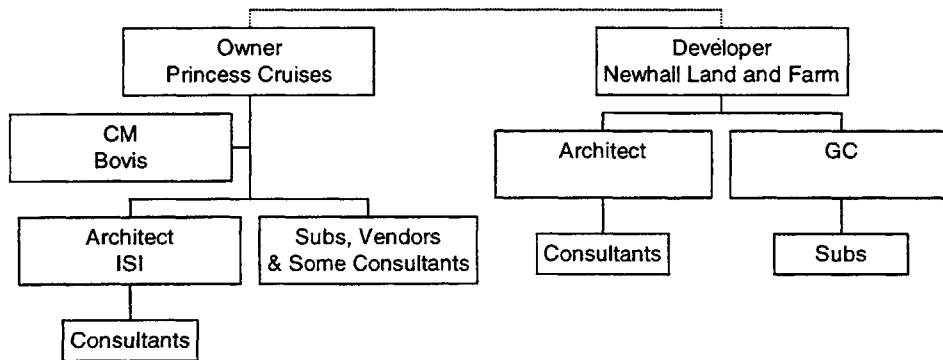 Owner
Princess Cruises
Developer
Newhall Land and Farm
CM
Bovis
Architect
GC
Architect
ISI
Subs, Vendors
& Some Consultants
Consultants
Subs
Consultants